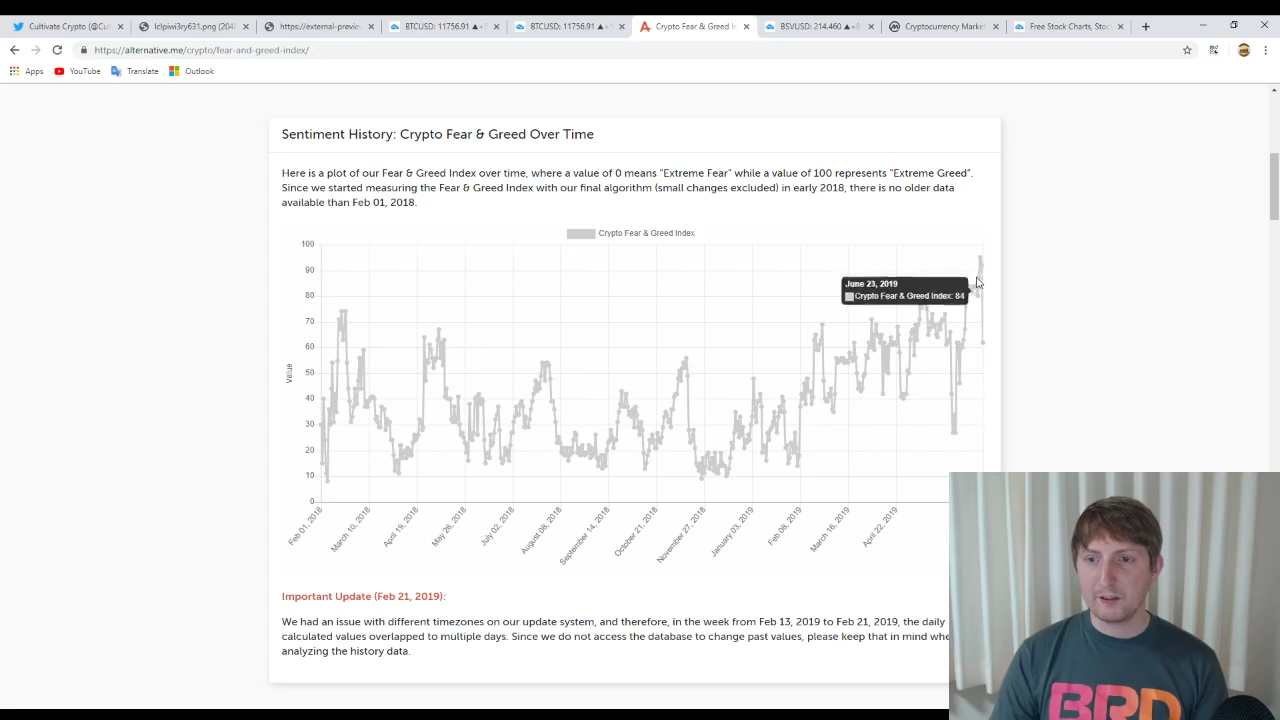 Cultivate Crypto (@Cult
lclpiwi3ry631.png (204
https://external-previe
BTCUSD: 11756.91 ▲+
BTCUSD: 11756.91 ▲+
Crypto Fear & Greed In
BSVUSD: 214.460 ▲+
Cryptocurrency Market
Free Stock Charts, Stoc
https://alternative.me/crypto/fear-and-greed-index/
Apps YouTube Translate Outlook
Sentiment History: Crypto Fear & Greed Over Time
Here is a plot of our Fear & Greed Index over time, where a value of 0 means "Extreme Fear" while a value of 100 represents "Extreme Greed".
Since we started measuring the Fear & Greed Index with our final algorithm (small changes excluded) in early 2018, there is no older data
available than Feb 01, 2018.
Crypto Fear & Greed Index
100
90
80
70
60
50
40
30
20
10
0
Value
June 23, 2019
Crypto Fear & Greed Index: 84
Feb 01, 2018
March 10, 2018
April 19, 2018
May 26, 2018
July 02, 2018
August 08, 2018
September 14, 2018
October 21, 2018
November 27, 2018
January 03, 2019
Feb 08, 2019
March 16, 2019
April 22, 2019
Important Update (Feb 21, 2019):
We had an issue with different timezones on our update system, and therefore, in the week from Feb 13, 2019 to Feb 21, 2019, the daily
calculated values overlapped to multiple days. Since we do not access the database to change past values, please keep that in mind whe
analyzing the history data.
BRD